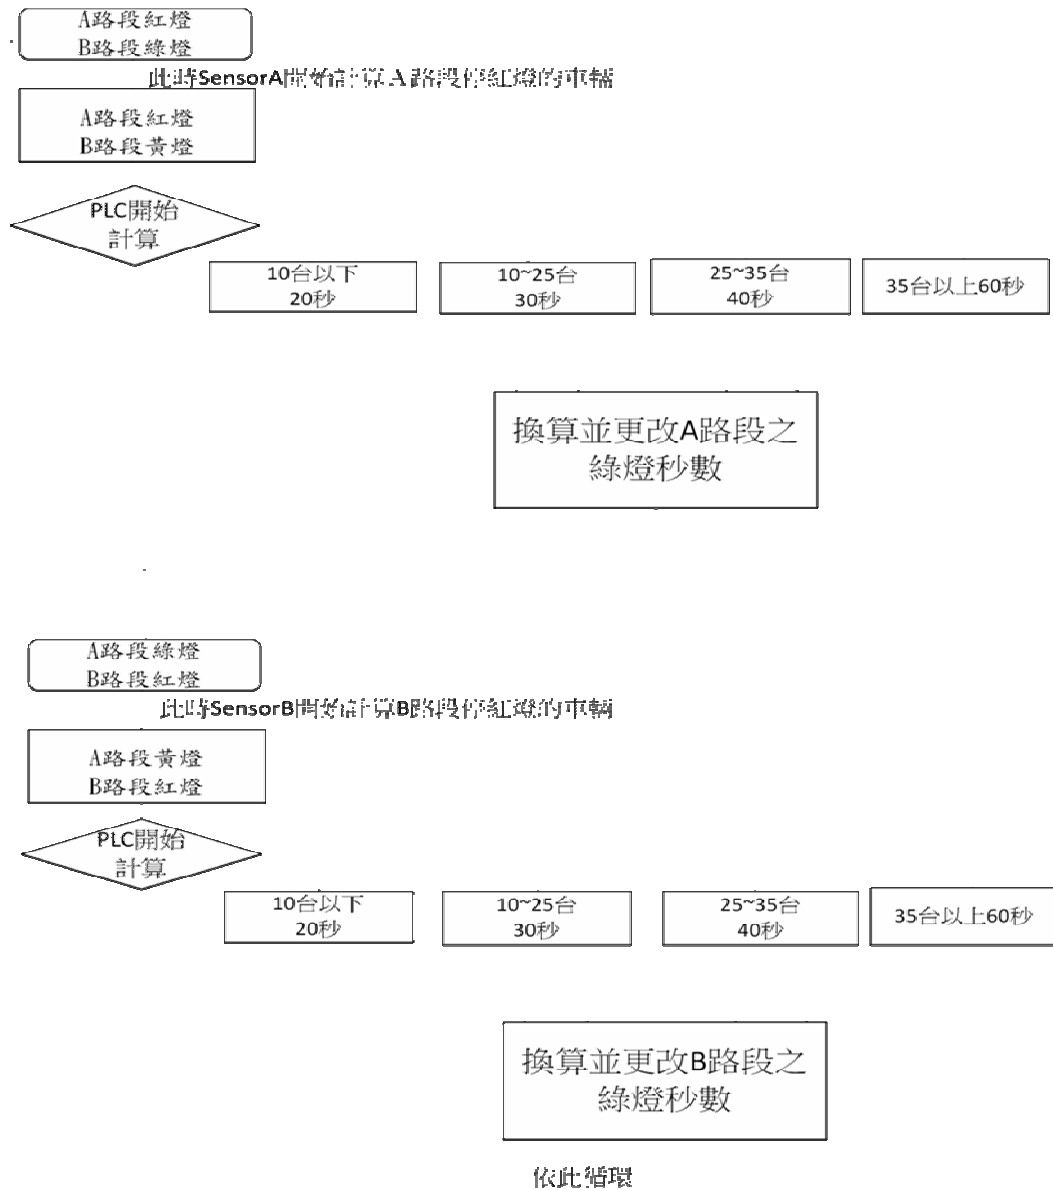 A路段紅燈
B路段綠燈
此時SensorA開始計算A路段停紅燈的車輛
A路段紅燈
B路段黃燈
PLC開始
計算
10台以下
20秒
10~25台
30秒
25~35台
40秒
35台以上60秒
換算並更改A路段之
綠燈秒數
A路段綠燈
B路段紅燈
此時SensorB開始計算B路段停紅燈的車輛
A路段黃燈
B路段紅燈
PLC開始
計算
10台以下
20秒
10~25台
30秒
25~35台
40秒
35台以上60秒
換算並更改B路段之
綠燈秒數
依此循環